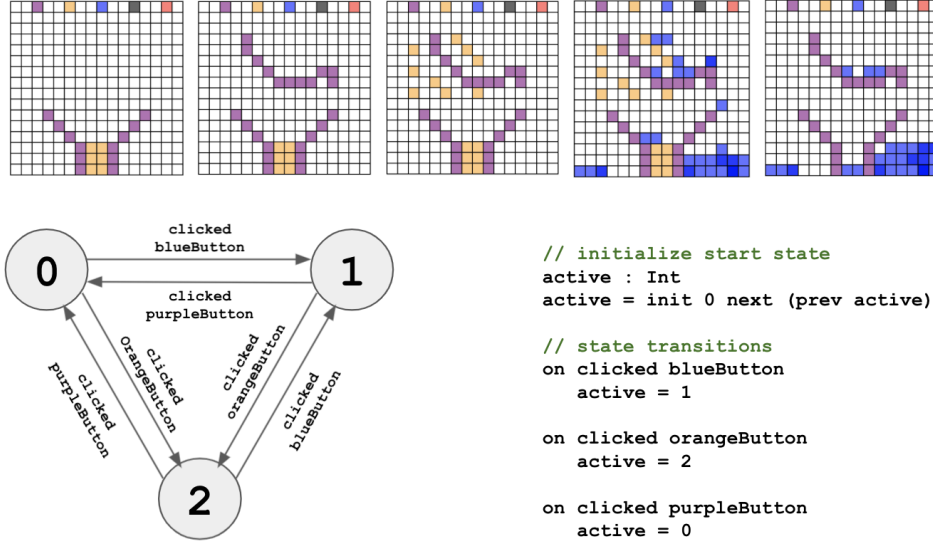 clicked
blueButton
0
1
clicked
purpleButton
clicked
OrangeButton
clicked
purpleButton
clicked
orangeButton
clicked
blueButton
2
// initialize start state
active : Int
active = init 0 next (prev active)
// state transitions
on clicked blueButton
active = 1
on clicked orangeButton
active = 2
on clicked purpleButton
active = 0